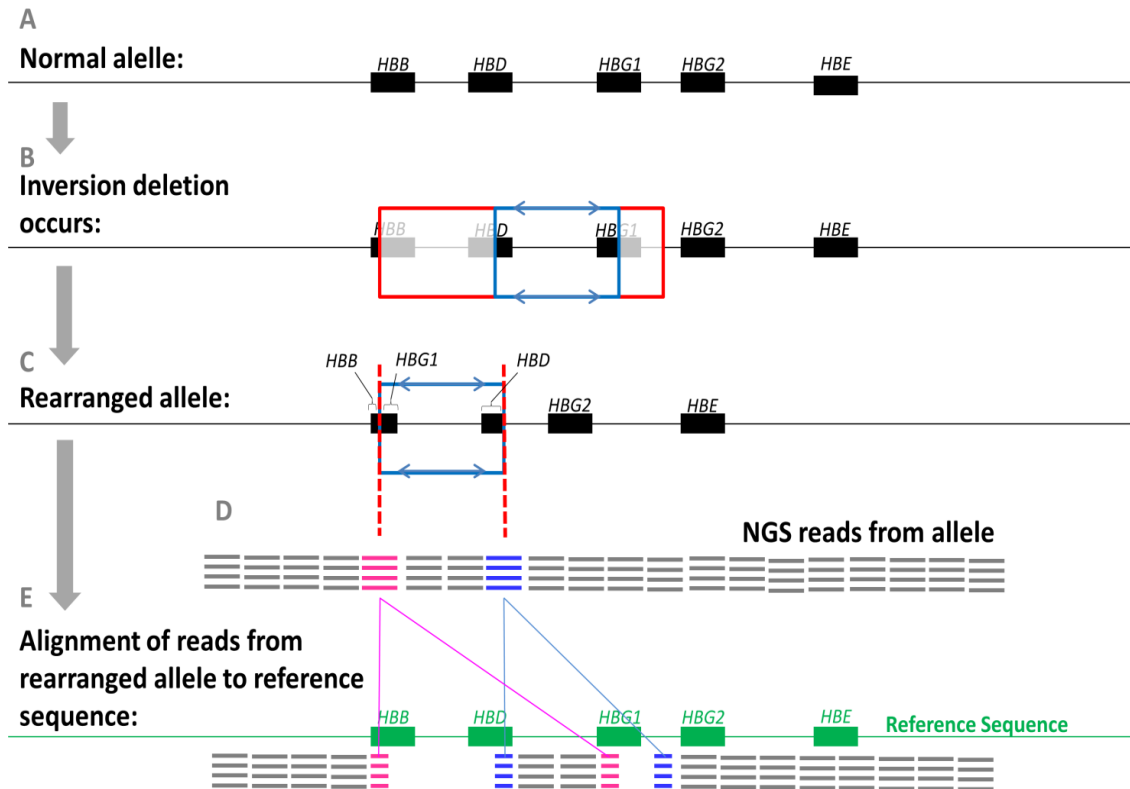 A
Normal alelle:
HBB HBD HBG1 HBG2 HBE
B
Inversion deletion
occurs:
HBB HBD HBG1 HBG2 HBE
C
Rearranged allele:
HBB HBG1 HBD
HBG2 HBE
D
NGS reads from allele
E
Alignment of reads from
rearranged allele to reference
sequence:
HBB HBD HBG1 HBG2 HBE
Reference Sequence